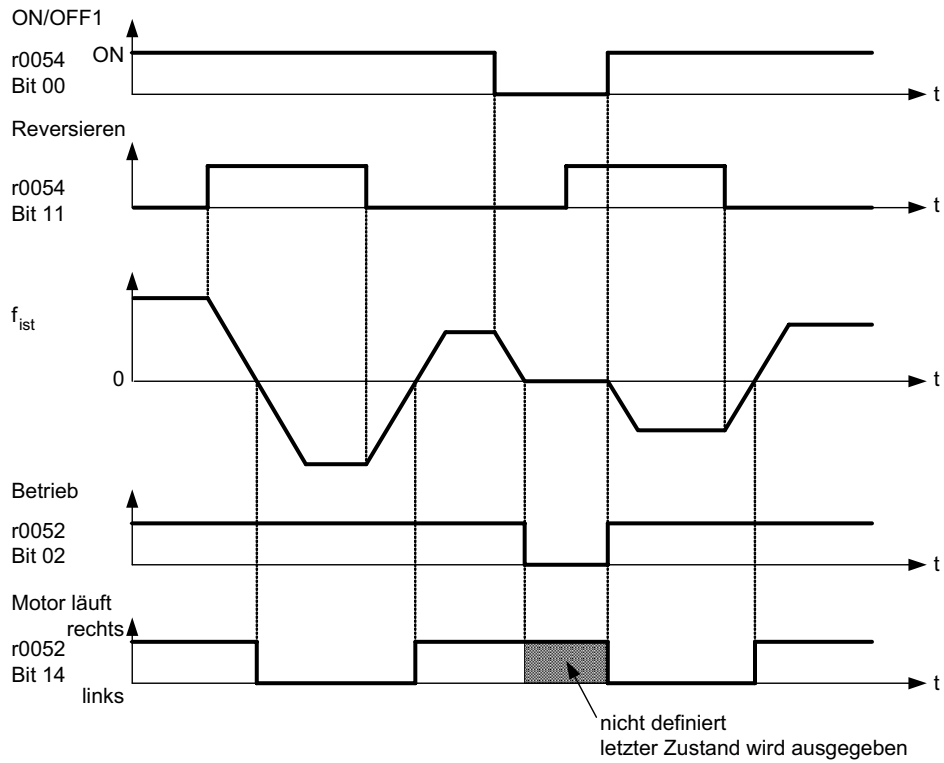 ON/OFF1
ON
r0054
Bit 00
t
Reversieren
r0054
Bit 11
t
f_ist
0
t
Betrieb
r0052
Bit 02
t
Motor läuft
rechts
r0052
Bit 14
t
links
nicht definiert
letzter Zustand wird ausgegeben